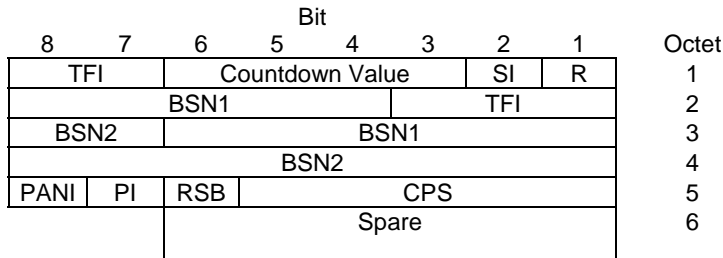 Bit
8 7 6 5 4 3 2 1 Octet
TFI Countdown Value SI R 1
BSN1 TFI 2
BSN2 BSN1 3
BSN2 4
PANI PI RSB CPS 5
Spare 6